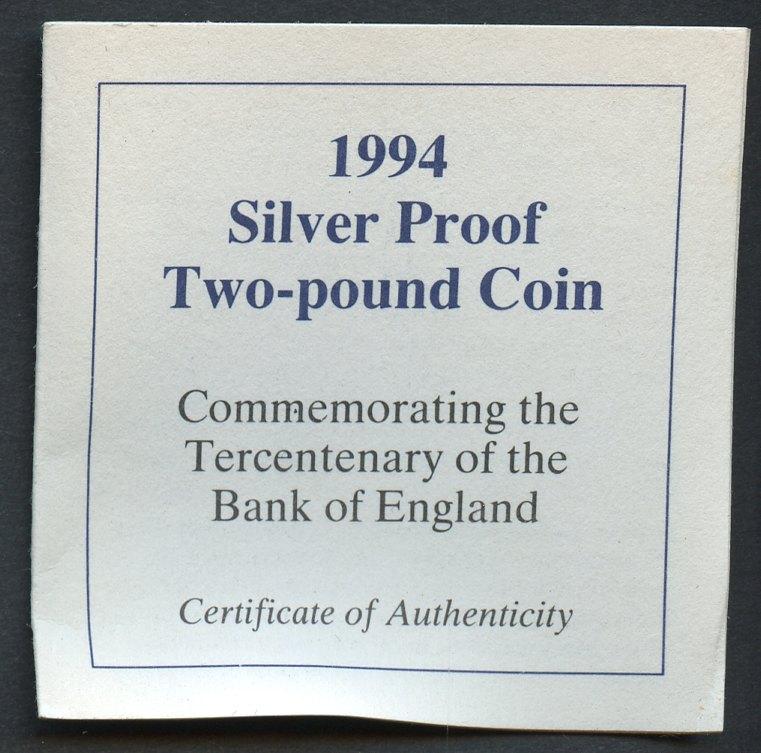 1994
Silver Proof
Two-pound Coin
Commemorating the
Tercentenary of the
Bank of England
Certificate of Authenticity